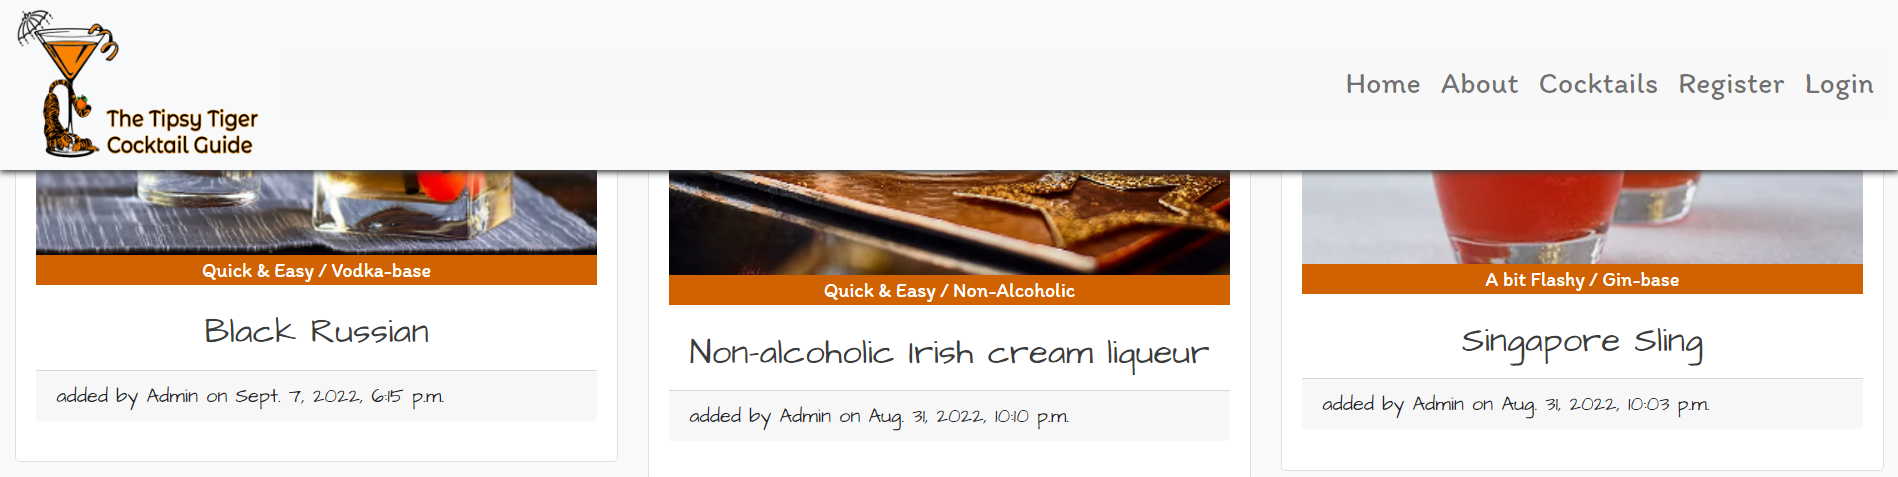 The Tipsy Tiger
Cocktail Guide
Home About Cocktails Register Login
Quick & Easy / Vodka-base
Black Russian
added by Admin on Sept. 7, 2022, 6:15 p.m.
Quick & Easy / Non-Alcoholic
Non-alcoholic Irish cream liqueur
added by Admin on Aug. 31, 2022, 10:10 p.m.
A bit Flashy / Gin-base
Singapore Sling
added by Admin on Aug. 31, 2022, 10:03 p.m.